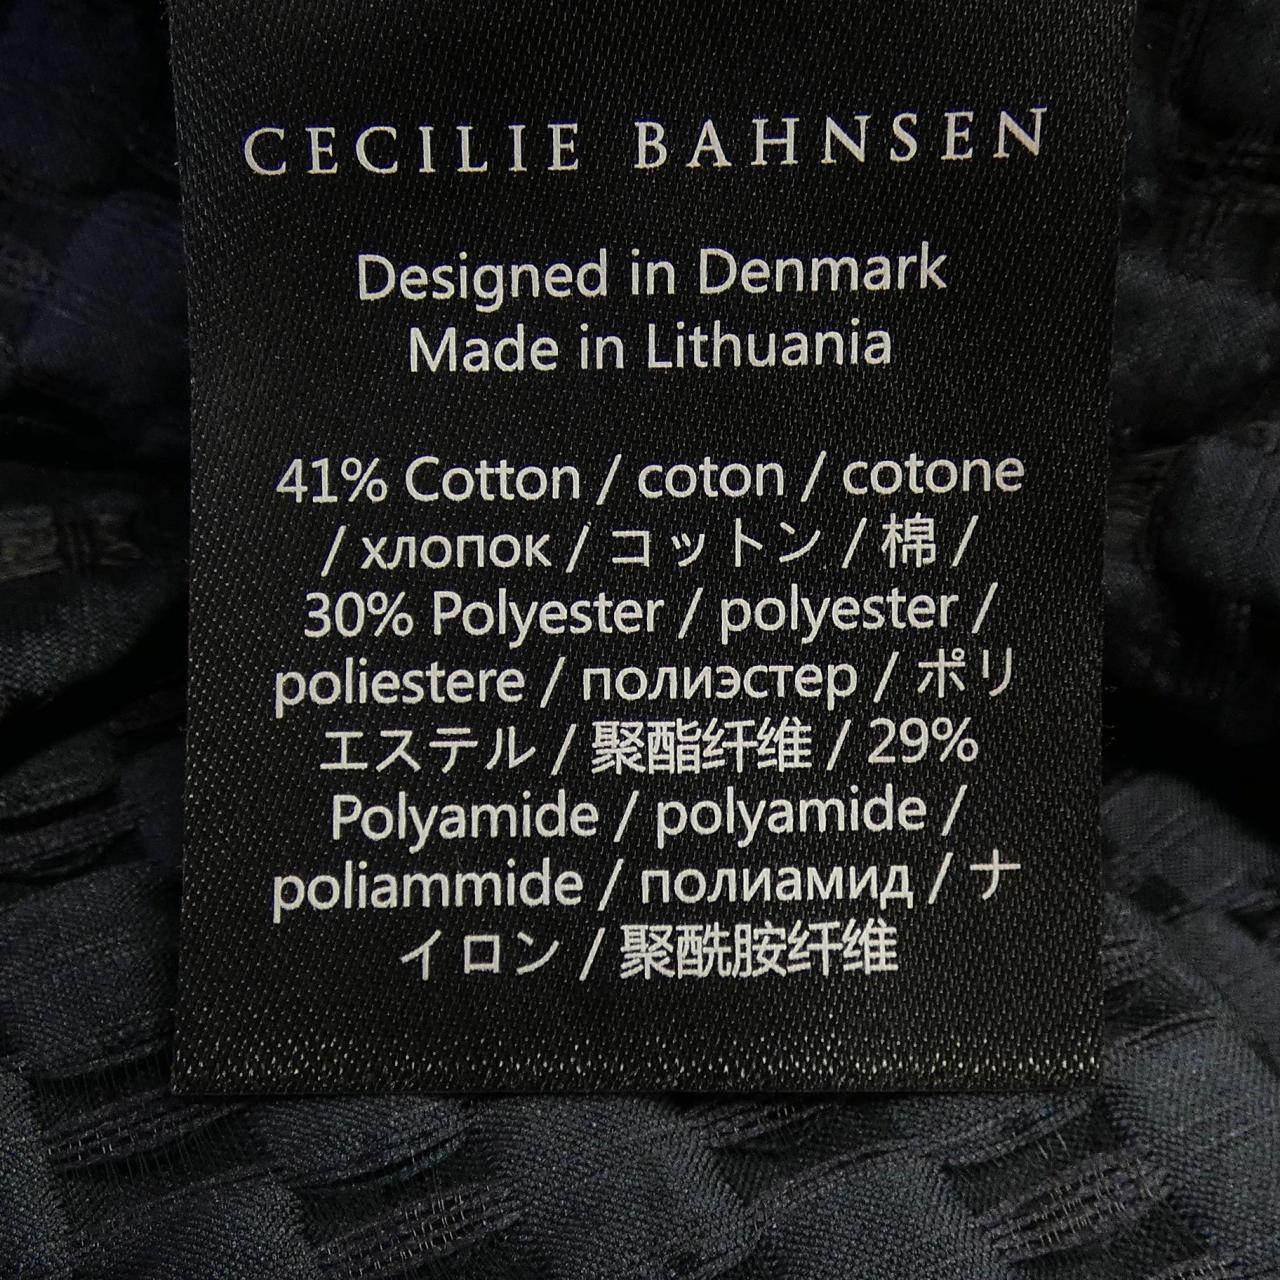 CECILIE BAHNSEN
Designed in Denmark
Made in Lithuania
41% Cotton / coton / cotone
/ хлопок / コットン / 棉 /
30% Polyester / polyester /
poliestere / полиэстер / ポリ
エステル / 聚酯纤维 / 29%
Polyamide / polyamide /
poliammide / полиамид / ナ
イロン / 聚酰胺纤维